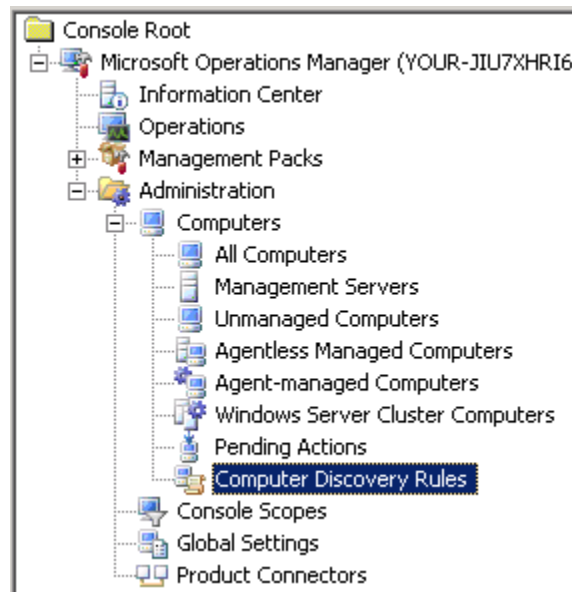 Console Root
Microsoft Operations Manager (YOUR-JIU7XHRI6
Information Center
Operations
Management Packs
Administration
Computers
All Computers
Management Servers
Unmanaged Computers
Agentless Managed Computers
Agent-managed Computers
Windows Server Cluster Computers
Pending Actions
Computer Discovery Rules
Console Scopes
Global Settings
Product Connectors